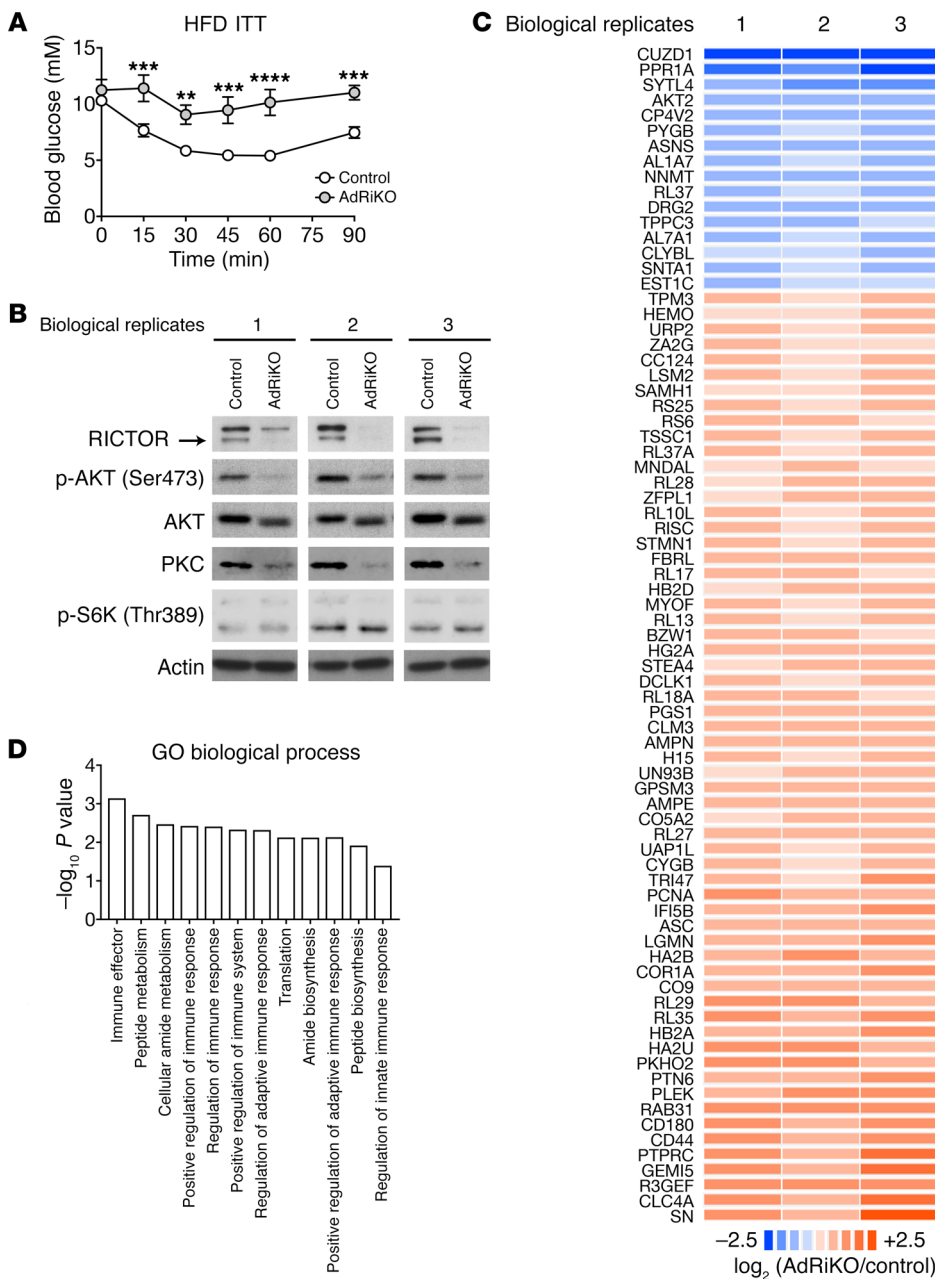 A
HFD ITT
Blood glucose (mM)
15
10
5
0
***
**
***
****
***
Control
AdRiKO
0 15 30 45 60 90
Time (min)
B
Biological replicates 1 2 3
Control AdRiKO Control AdRiKO Control AdRiKO
RICTOR
p-AKT (Ser473)
AKT
PKC
p-S6K (Thr389)
Actin
C
Biological replicates 1 2 3
CUZD1
PPR1A
SYTL4
AKT2
CP4V2
PYGB
ASNS
AL1A7
NNMT
RL37
DRG2
TPPC3
AL7A1
CLYBL
SNTA1
EST1C
TPM3
HEMO
URP2
ZA2G
CC124
LSM2
SAMH1
RS25
RS6
TSSC1
RL37A
MNDAL
RL28
ZFPL1
RL10L
RISC
STMN1
FBRL
RL17
HB2D
MYOF
RL13
BZW1
HG2A
STEA4
DCLK1
RL18A
PGS1
CLM3
AMPN
H15
UN93B
GPSM3
AMPE
CO5A2
RL27
UAP1L
CYGB
TRI47
PCNA
IFI5B
ASC
LGMN
HA2B
COR1A
CO9
RL29
RL35
HB2A
HA2U
PKHO2
PTN6
PLEK
RAB31
CD180
CD44
PTPRC
GEMI5
R3GEF
CLC4A
SN
−2.5 +2.5
log2 (AdRiKO/control)
D
GO biological process
–log10 P value
4
3
2
1
0
Immune effector
Peptide metabolism
Cellular amide metabolism
Positive regulation of immune response
Regulation of immune response
Positive regulation of immune system
Regulation of adaptive immune response
Translation
Amide biosynthesis
Positive regulation of adaptive immune response
Peptide biosynthesis
Regulation of innate immune response